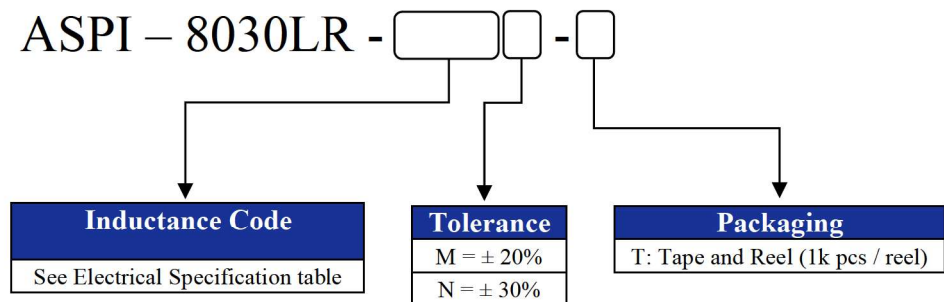 ASPI – 8030LR - -
Inductance Code
See Electrical Specification table
Tolerance
M = ± 20%
N = ± 30%
Packaging
T: Tape and Reel (1k pcs / reel)